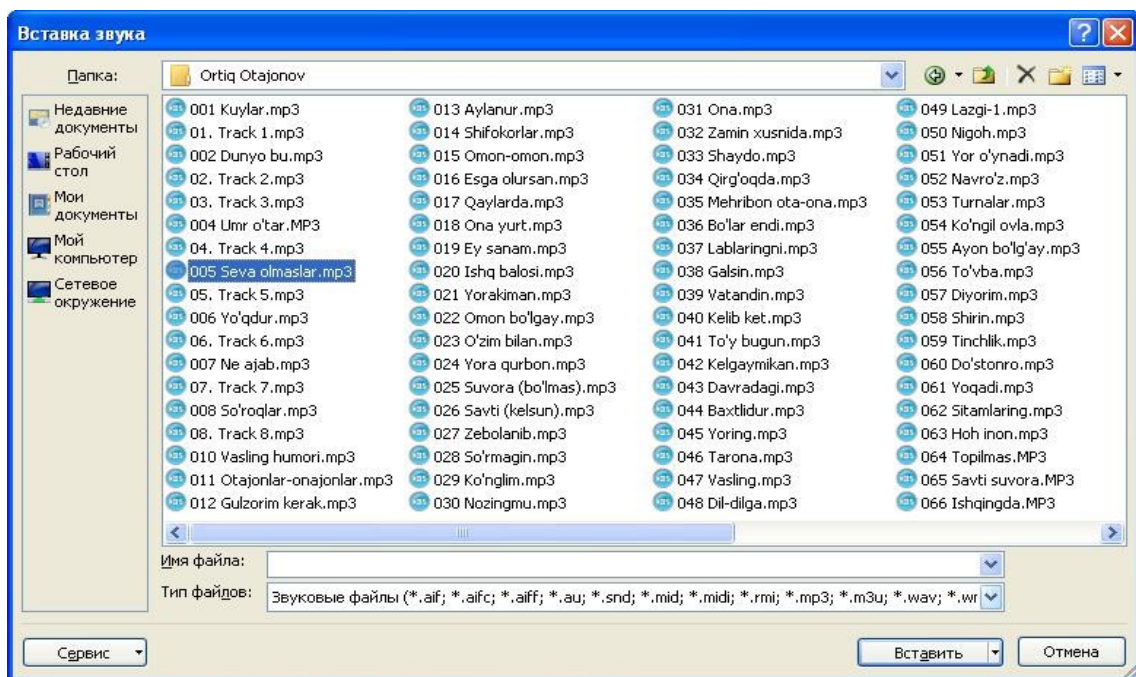 Вставка звука
Папка:
Ortiq Otajonov
Недавние
документы
Рабочий
стол
Мои
документы
Мой
компьютер
Сетевое
окружение
001 Kuylar.mp3
01. Track 1.mp3
002 Dunyo bu.mp3
02. Track 2.mp3
03. Track 3.mp3
004 Umr o'tar.MP3
04. Track 4.mp3
005 Seva olmaslar.mp3
05. Track 5.mp3
006 Yo'qdur.mp3
06. Track 6.mp3
007 Ne ajab.mp3
07. Track 7.mp3
008 So'roqlar.mp3
08. Track 8.mp3
010 Vasling humori.mp3
011 Otajonlar-onajonlar.mp3
012 Gulzorim kerak.mp3
013 Aylanur.mp3
014 Shifokorlar.mp3
015 Omon-omon.mp3
016 Esga olursan.mp3
017 Qaylarda.mp3
018 Ona yurt.mp3
019 Ey sanam.mp3
020 Ishq balosi.mp3
021 Yorakiman.mp3
022 Omon bo'lgay.mp3
023 O'zim bilan.mp3
024 Yora qurbon.mp3
025 Suvora (bo'lmas).mp3
026 Savti (kelsun).mp3
027 Zebolanib.mp3
028 So'rmagin.mp3
029 Ko'nglim.mp3
030 Nozingmu.mp3
031 Ona.mp3
032 Zamin xusnida.mp3
033 Shaydo.mp3
034 Qirg'oqda.mp3
035 Mehribon ota-ona.mp3
036 Bo'lar endi.mp3
037 Lablaringni.mp3
038 Galsin.mp3
039 Vatandin.mp3
040 Kelib ket.mp3
041 To'y bugun.mp3
042 Kelgaymikan.mp3
043 Davradagi.mp3
044 Baxtlidur.mp3
045 Yoring.mp3
046 Tarona.mp3
047 Vasling.mp3
048 Dil-dilga.mp3
049 Lazgi-1.mp3
050 Nigoh.mp3
051 Yor o'ynadi.mp3
052 Navro'z.mp3
053 Turnalar.mp3
054 Ko'ngil ovla.mp3
055 Ayon bo'lg'ay.mp3
056 To'vba.mp3
057 Diyorim.mp3
058 Shirin.mp3
059 Tinchlik.mp3
060 Do'stonro.mp3
061 Yoqadi.mp3
062 Sitamlaring.mp3
063 Hoh inon.mp3
064 Topilmas.MP3
065 Savti suvora.MP3
066 Ishqingda.MP3
Имя файла:
Тип файлов:
Звуковые файлы (*.aif; *.aifc; *.aiff; *.au; *.snd; *.mid; *.midi; *.rmi; *.mp3; *.m3u; *.wav;
Сервис
Вставить
Отмена